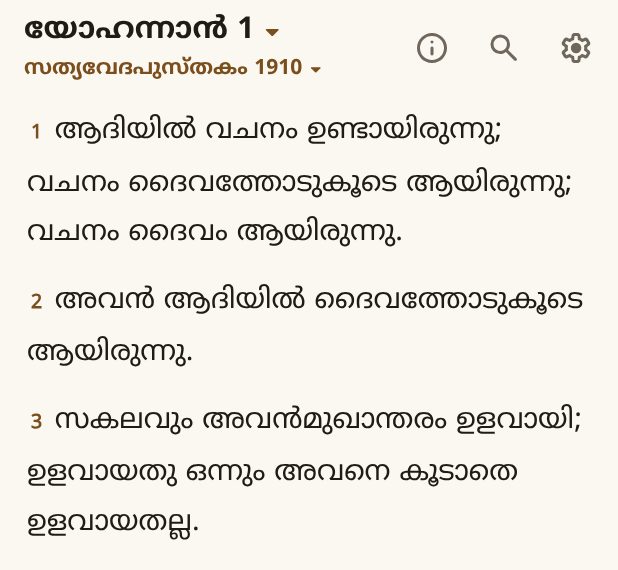 യോഹന്നാൻ 1
സത്യവേദപുസ്തകം 1910
1 ആദിയിൽ വചനം ഉണ്ടായിരുന്നു;
വചനം ദൈവത്തോടുകൂടെ ആയിരുന്നു;
വചനം ദൈവം ആയിരുന്നു.
2 അവൻ ആദിയിൽ ദൈവത്തോടുകൂടെ
ആയിരുന്നു.
3 സകലവും അവൻമുഖാന്തരം ഉളവായി;
ഉളവായതു ഒന്നും അവനെ കൂടാതെ
ഉളവായതല്ല.